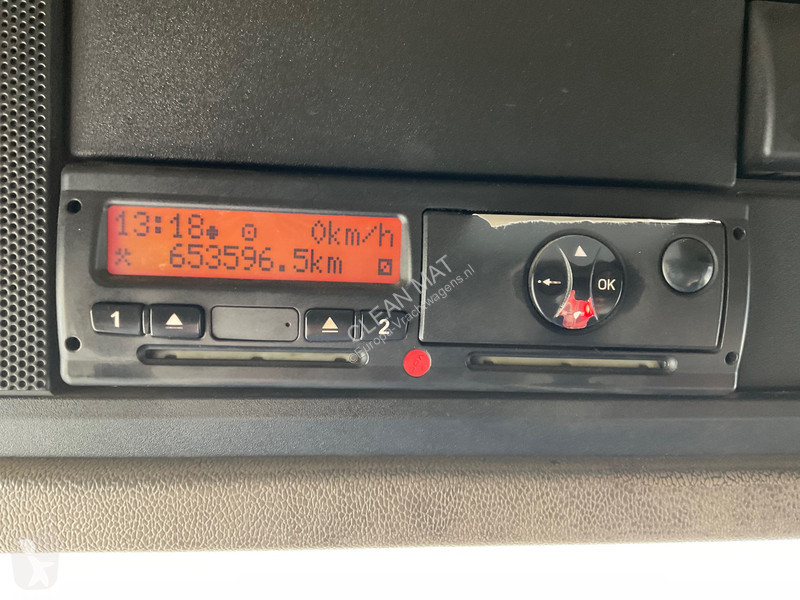 13:18 0km/h
653596.5km
1 2
OK
CLEAN MAT
©Europe-Vrachtwagens.nl